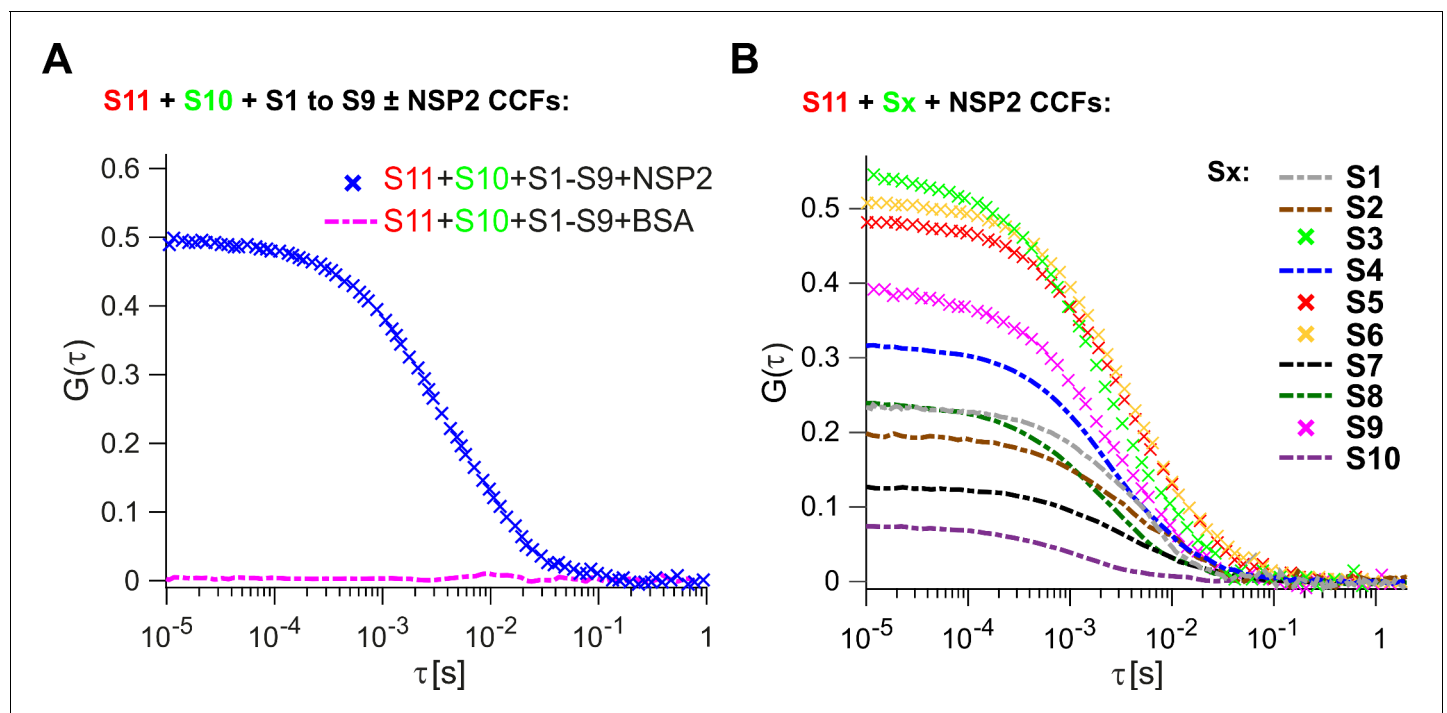 A
S11 + S10 + S1 to S9 ± NSP2 CCFs:
S11+S10+S1-S9+NSP2
S11+S10+S1-S9+BSA
0.6
0.5
0.4
0.3
0.2
0.1
0
G(τ)
10-5 10-4 10-3 10-2 10-1 1
τ[s]
B
S11 + Sx + NSP2 CCFs:
Sx:
S1
S2
S3
S4
S5
S6
S7
S8
S9
S10
0.5
0.4
0.3
0.2
0.1
0
G(τ)
10-5 10-4 10-3 10-2 10-1 1
τ[s]